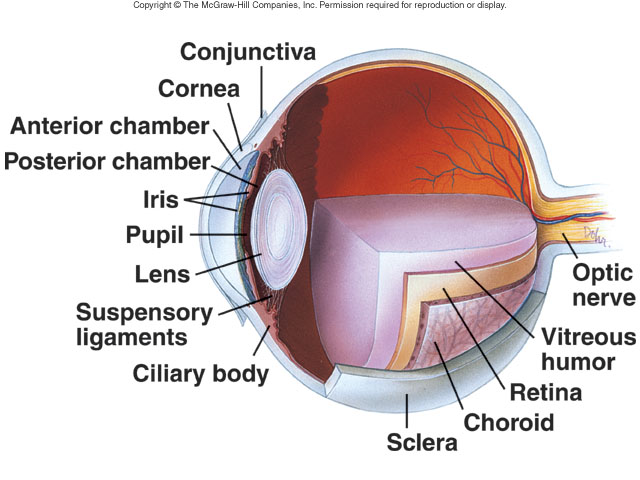 Copyright © The McGraw-Hill Companies, Inc. Permission required for reproduction or display.
Conjunctiva
Cornea
Anterior chamber
Posterior chamber
Iris
Pupil
Lens
Suspensory
ligaments
Ciliary body
Optic
nerve
Vitreous
humor
Retina
Choroid
Sclera